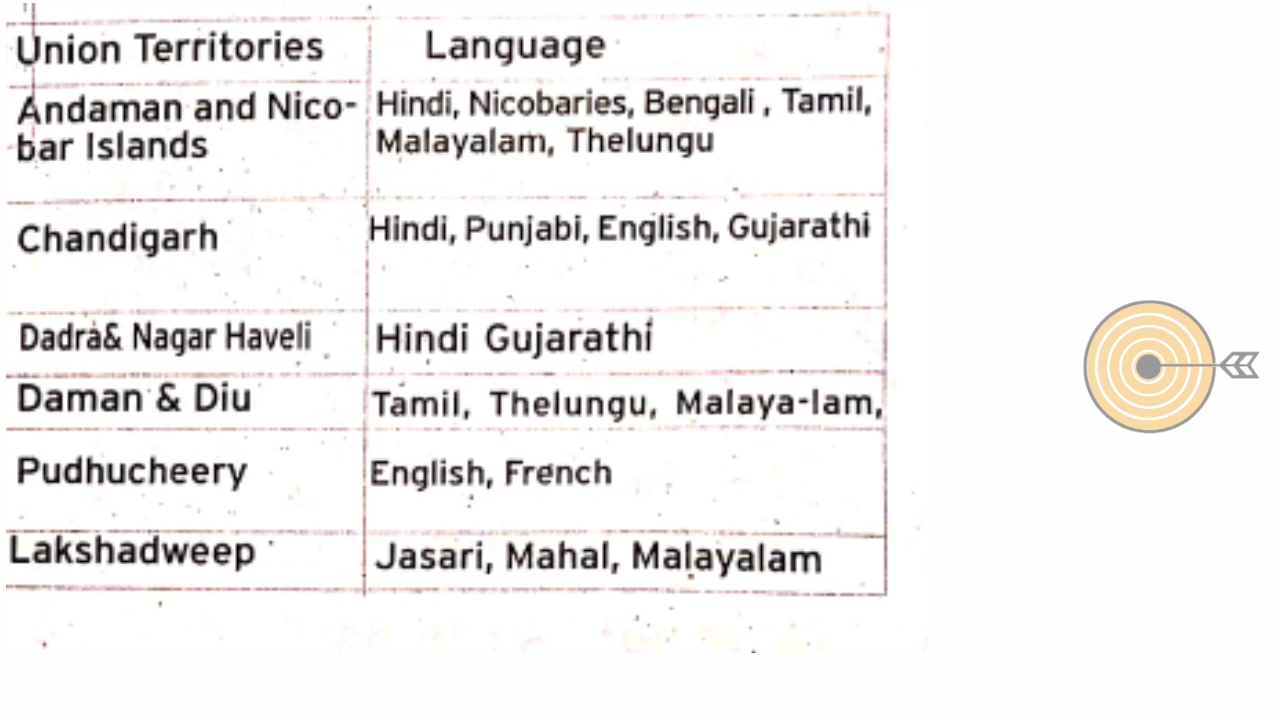 Union Territories Language
Andaman and Nico- Hindi, Nicobaries, Bengali , Tamil,
bar Islands Malayalam, Thelungu
Chandigarh Hindi, Punjabi, English, Gujarathi
Dadra& Nagar Haveli Hindi Gujarathi
Daman & Diu Tamil, Thelungu, Malaya-lam,
Pudhucheery English, French
Lakshadweep Jasari, Mahal, Malayalam